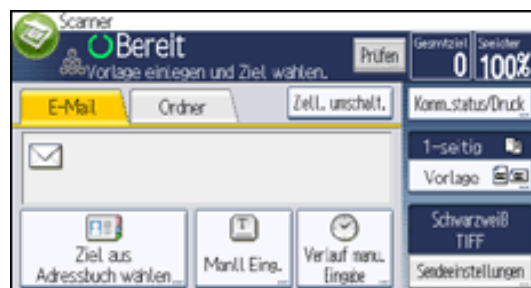 Scanner
Bereit
Prüfen
Gesamtziel
0
Speicher
100%
Vorlage einlegen und Ziel wählen.
E-Mail
Ordner
Zell. umschalt.
Komm.status/Druck
1-seitig
Vorlage
Ziel aus
Adressbuch wählen
Manll Eing.
Verlauf manu.
Eingabe
Schwarzweiß
TIFF
Sendeeinstellungen